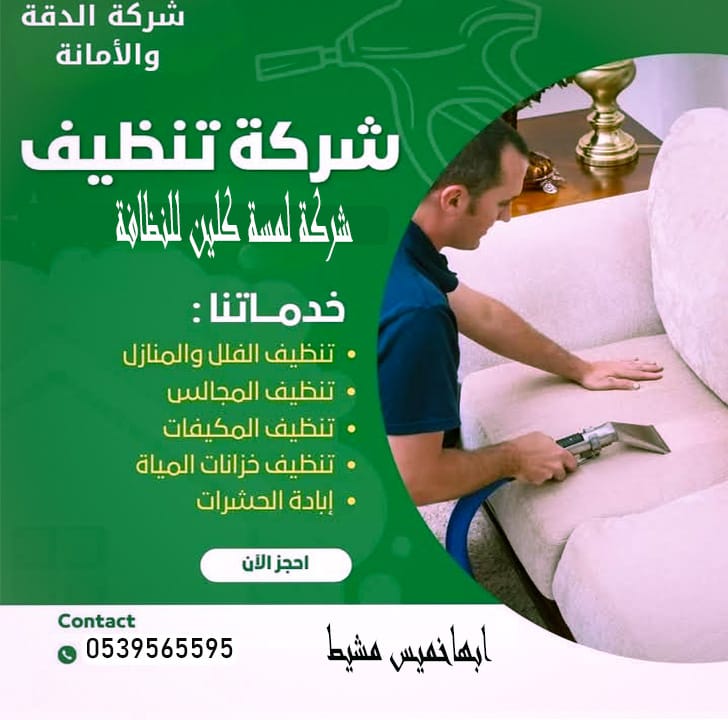 شركة الدقة
والأمانة
شركة تنظيف
شركة لمسة كلين للنظافة
خدمــاتنا :
• تنظيف الفلل والمنازل
• تنظيف المجالس
• تنظيف المكيفات
• تنظيف خزانات المياة
• إبادة الحشرات
احجز الآن
Contact
0539565595
ابهاخميس مشيط